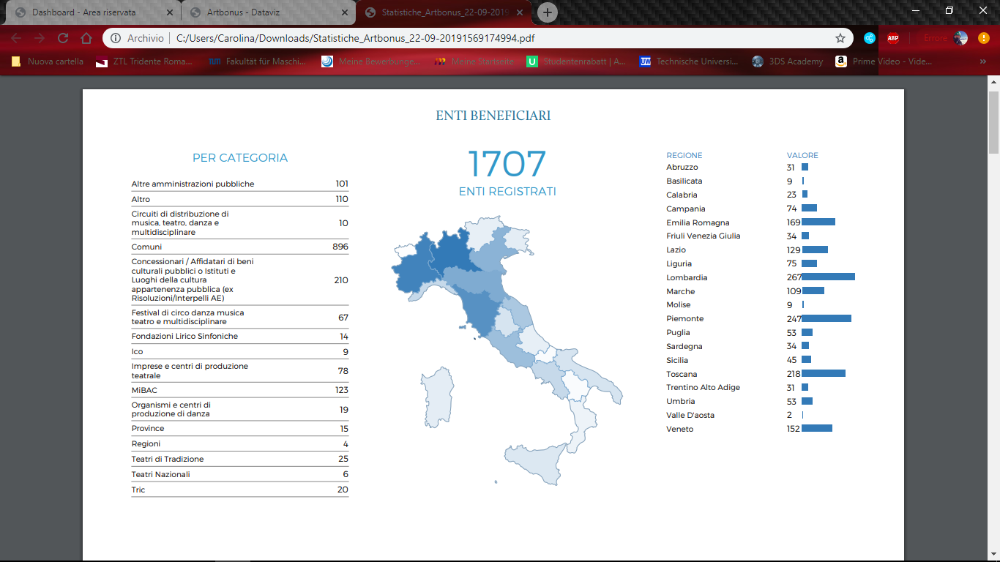 Dashboard - Area riservata
Artbonus - Dataviz
Statistiche_Artbonus_22-09-2019
Archivio
C:/Users/Carolina/Downloads/Statistiche_Artbonus_22-09-20191569174994.pdf
ABP
Errore
Nuova cartella
ZTL Tridente Roma...
TUM
Fakultät für Maschi...
Meine Bewerbunge...
Meine Startseite
U
Studentenrabatt | A...
Technische Universi...
3DS Academy
a
Prime Video - Vide...
»
ENTI BENEFICIARI
PER CATEGORIA
Altre amministrazioni pubbliche 101
Altro 110
Circuiti di distribuzione di
musica, teatro, danza e 10
multidisciplinare
Comuni 896
Concessionari / Affidatari di beni
culturali pubblici o Istituti e
Luoghi della cultura 210
appartenenza pubblica (ex
Risoluzioni/Interpelli AE)
Festival di circo danza musica 67
teatro e multidisciplinare
Fondazioni Lirico Sinfoniche 14
Ico 9
Imprese e centri di produzione 78
teatrale
MiBAC 123
Organismi e centri di 19
produzione di danza
Province 15
Regioni 4
Teatri di Tradizione 25
Teatri Nazionali 6
Tric 20
1707
ENTI REGISTRATI
REGIONE VALORE
Abruzzo 31
Basilicata 9
Calabria 23
Campania 74
Emilia Romagna 169
Friuli Venezia Giulia 34
Lazio 129
Liguria 75
Lombardia 267
Marche 109
Molise 9
Piemonte 247
Puglia 53
Sardegna 34
Sicilia 45
Toscana 218
Trentino Alto Adige 31
Umbria 53
Valle D'aosta 2
Veneto 152